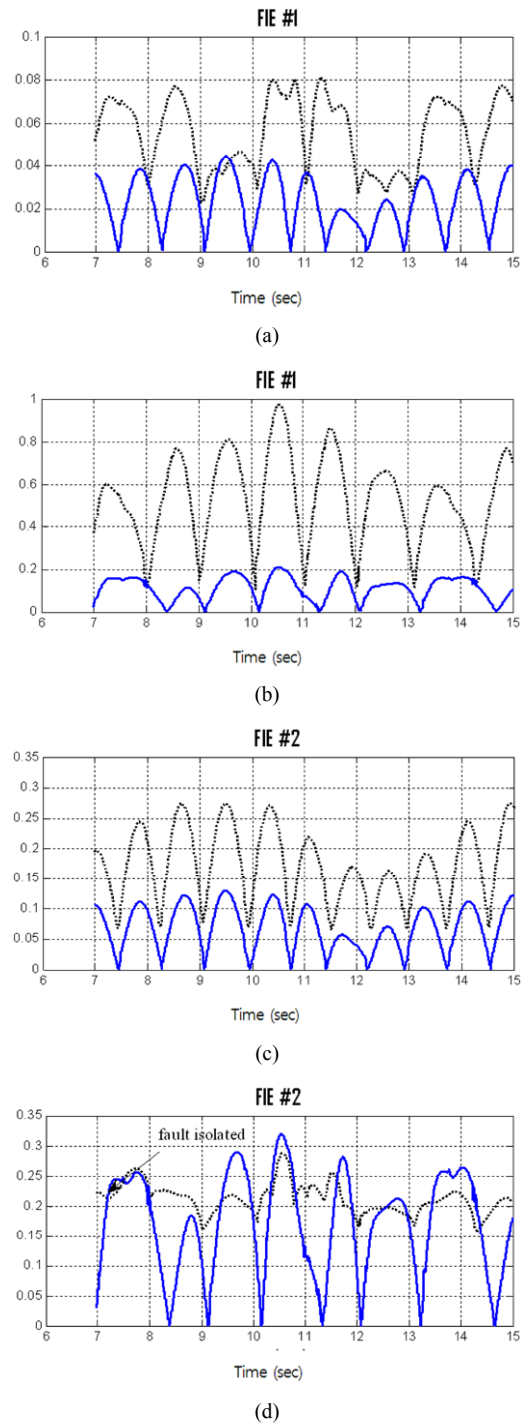 FIE #1
0.1
0.08
0.06
0.04
0.02
0
6 7 8 9 10 11 12 13 14 15
Time (sec)
(a)
FIE #1
1
0.8
0.6
0.4
0.2
0
6 7 8 9 10 11 12 13 14 15
Time (sec)
(b)
FIE #2
0.35
0.3
0.25
0.2
0.15
0.1
0.05
0
6 7 8 9 10 11 12 13 14 15
Time (sec)
(c)
FIE #2
0.35
fault isolated
0.3
0.25
0.2
0.15
0.1
0.05
0
6 7 8 9 10 11 12 13 14 15
Time (sec)
(d)